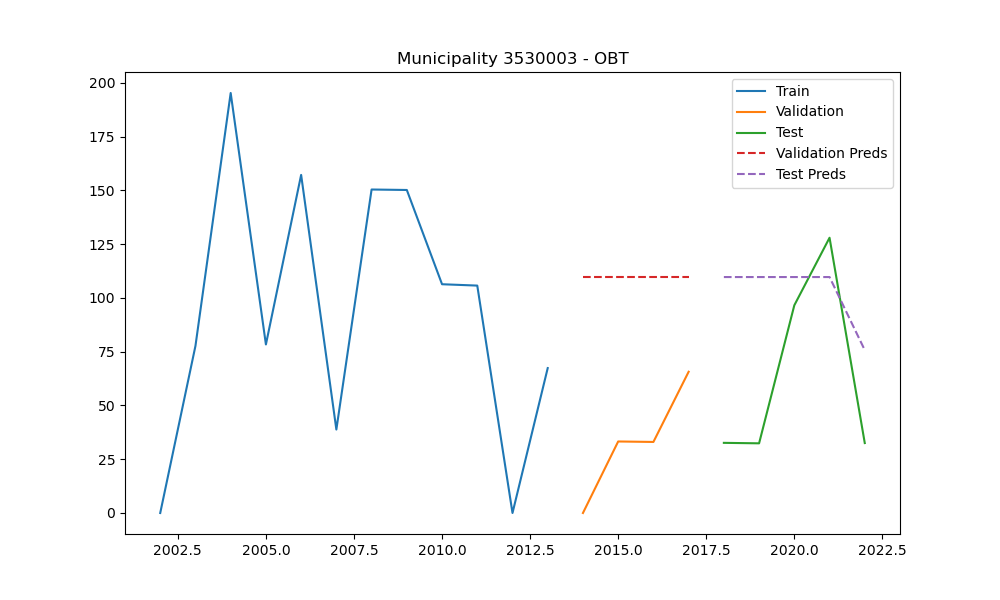 Municipality 3530003 - OBT
Train
Validation
Test
Validation Preds
Test Preds
200
175
150
125
100
75
50
25
0
2002.5 2005.0 2007.5 2010.0 2012.5 2015.0 2017.5 2020.0 2022.5